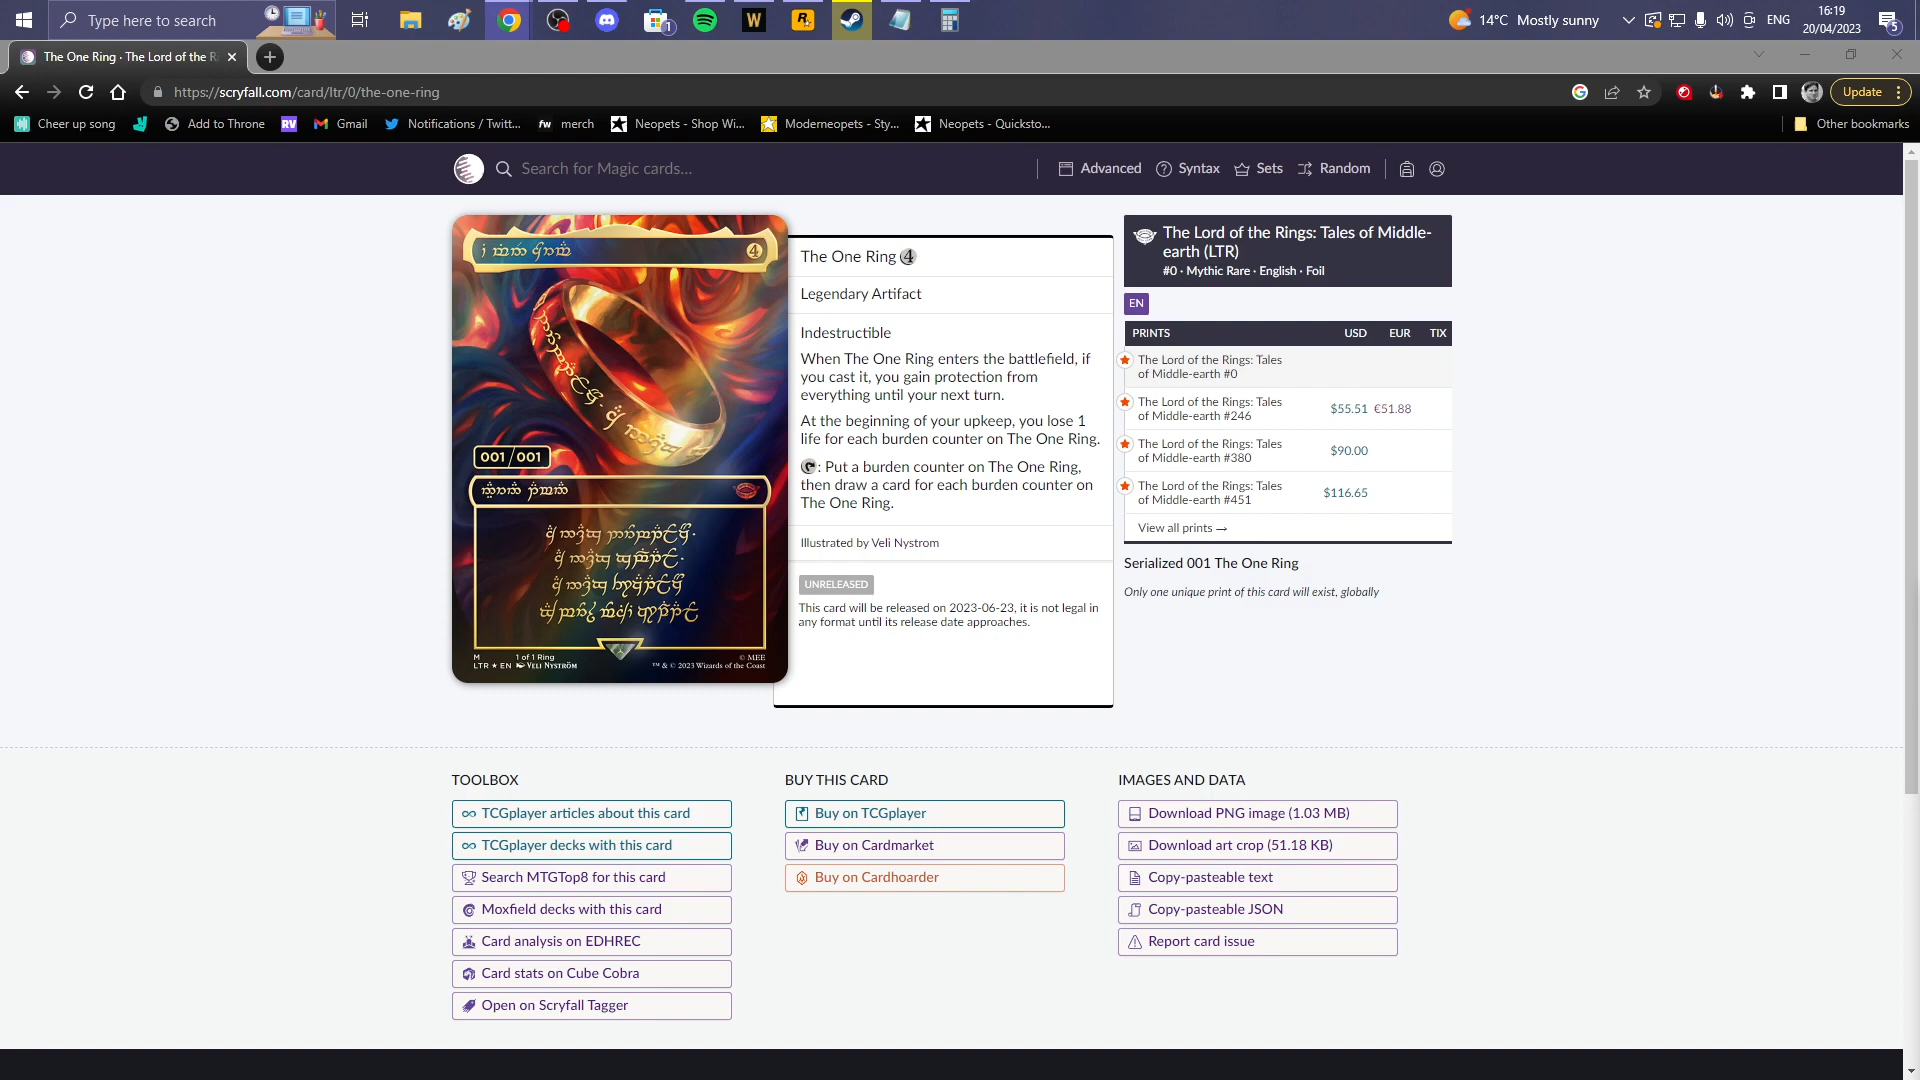 Type here to search
14°C Mostly sunny
ENG
16:19
20/04/2023
1
5
The One Ring · The Lord of the R
https://scryfall.com/card/ltr/0/the-one-ring
Update
Cheer up song
Add to Throne
RV
Gmail
Notifications / Twitt...
fw merch
Neopets - Shop Wi...
Moderneopets - Sty...
Neopets - Quicksto...
Other bookmarks
Search for Magic cards...
Advanced
Syntax
Sets
Random
4
001/001
M 1 of 1 Ring
LTR ★ EN VELI NYSTRÖM
© MEE
™ & © 2023 Wizards of the Coast
The One Ring 4
Legendary Artifact
Indestructible
When The One Ring enters the battlefield, if
you cast it, you gain protection from
everything until your next turn.
At the beginning of your upkeep, you lose 1
life for each burden counter on The One Ring.
: Put a burden counter on The One Ring,
then draw a card for each burden counter on
The One Ring.
Illustrated by Veli Nystrom
UNRELEASED
This card will be released on 2023-06-23, it is not legal in
any format until its release date approaches.
The Lord of the Rings: Tales of Middle-
earth (LTR)
#0 · Mythic Rare · English · Foil
EN
PRINTS USD EUR TIX
The Lord of the Rings: Tales
of Middle-earth #0
The Lord of the Rings: Tales
of Middle-earth #246 $55.51 €51.88
The Lord of the Rings: Tales
of Middle-earth #380 $90.00
The Lord of the Rings: Tales
of Middle-earth #451 $116.65
View all prints →
Serialized 001 The One Ring
Only one unique print of this card will exist, globally
TOOLBOX
TCGplayer articles about this card
TCGplayer decks with this card
Search MTGTop8 for this card
Moxfield decks with this card
Card analysis on EDHREC
Card stats on Cube Cobra
Open on Scryfall Tagger
BUY THIS CARD
Buy on TCGplayer
Buy on Cardmarket
Buy on Cardhoarder
IMAGES AND DATA
Download PNG image (1.03 MB)
Download art crop (51.18 KB)
Copy-pasteable text
Copy-pasteable JSON
Report card issue